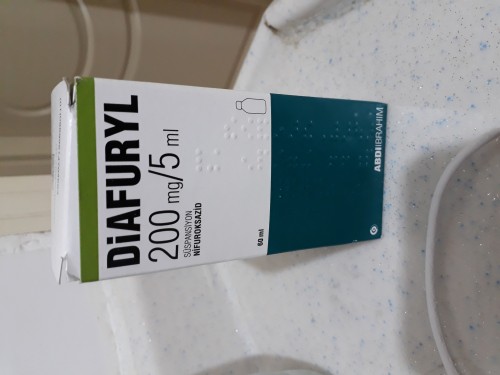 DiAFURYL
200 mg/5 ml
SÜSPANSİYON
NİFUROKSAZİD
60 ml
ABDİİBRAHİM